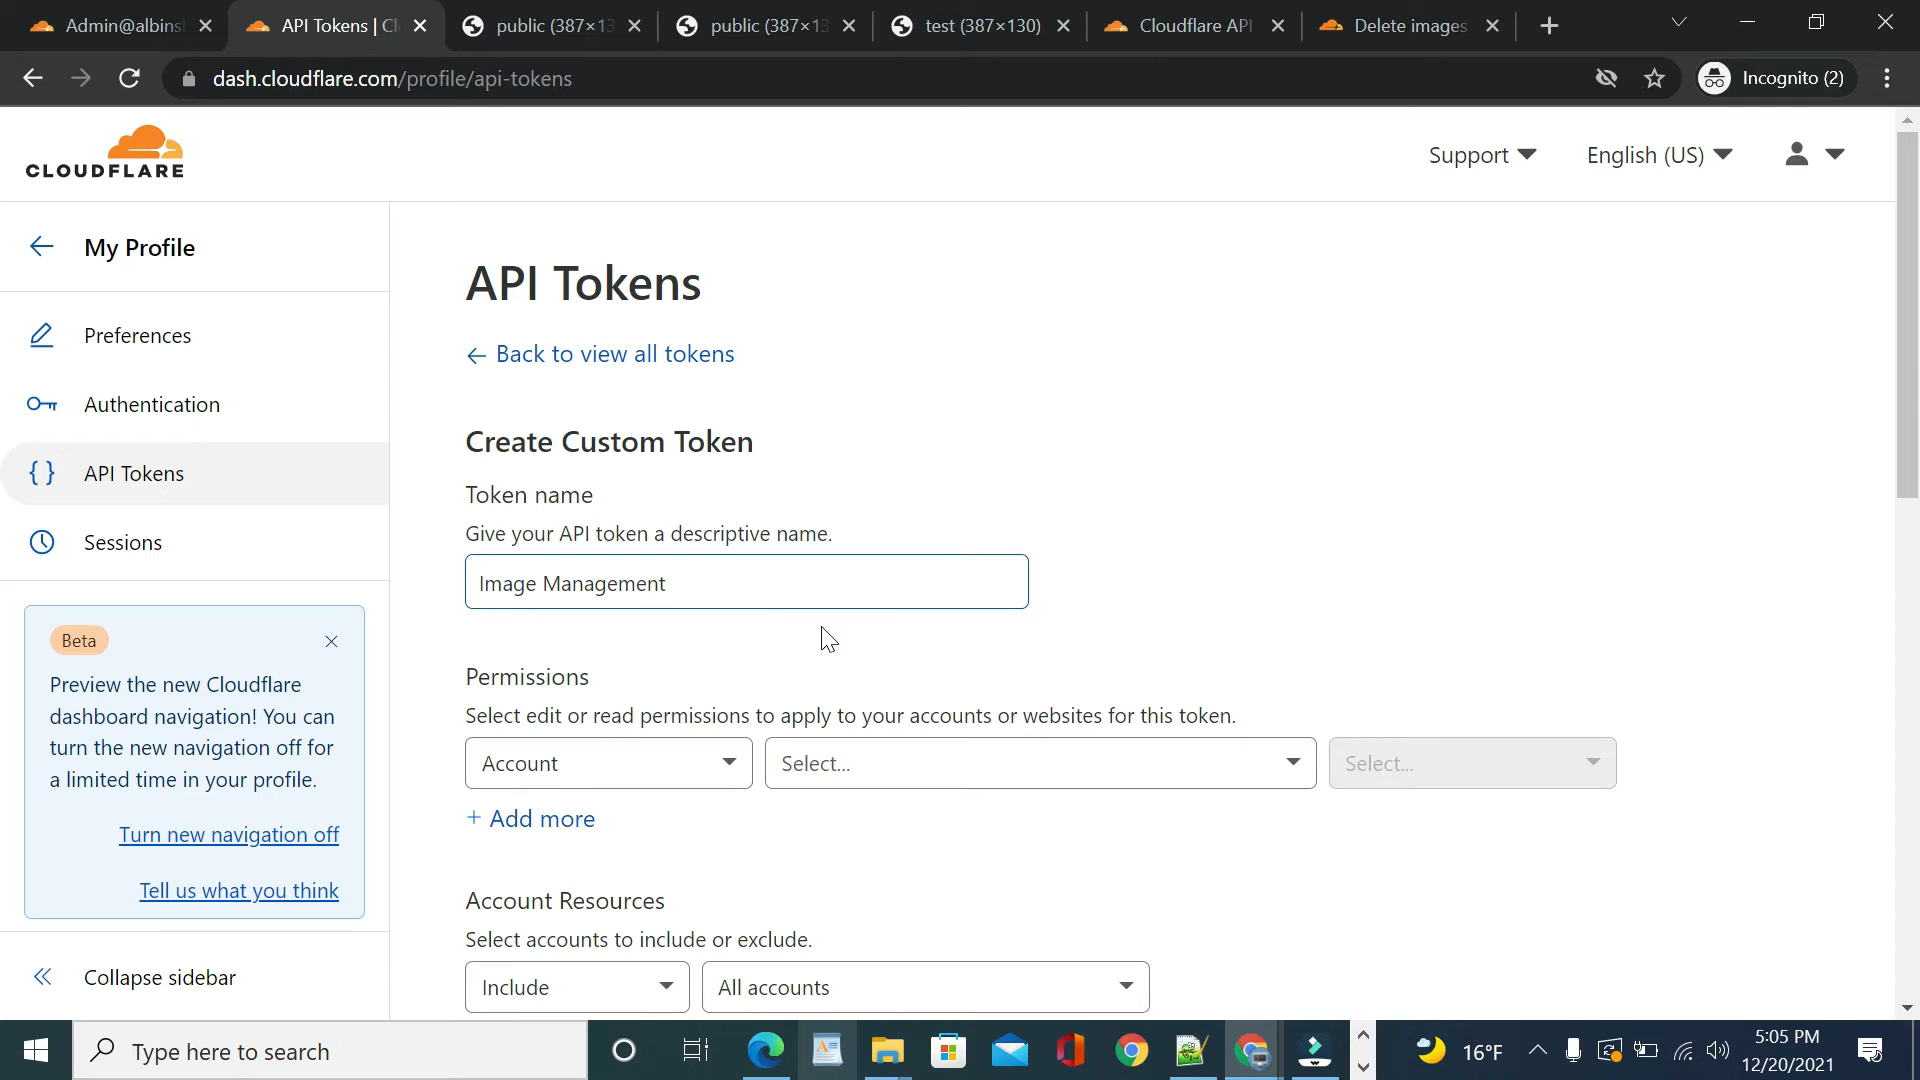 Admin@albins
API Tokens | Cl
public (387×13
public (387×13
test (387×130)
Cloudflare API
Delete images
dash.cloudflare.com/profile/api-tokens
Incognito (2)
CLOUDFLARE
Support
English (US)
My Profile
Preferences
Authentication
API Tokens
Sessions
Beta
Preview the new Cloudflare
dashboard navigation! You can
turn the new navigation off for
a limited time in your profile.
Turn new navigation off
Tell us what you think
Collapse sidebar
API Tokens
← Back to view all tokens
Create Custom Token
Token name
Give your API token a descriptive name.
Image Management
Permissions
Select edit or read permissions to apply to your accounts or websites for this token.
Account
Select...
Select...
+ Add more
Account Resources
Select accounts to include or exclude.
Include
All accounts
Type here to search
16°F
5:05 PM
12/20/2021